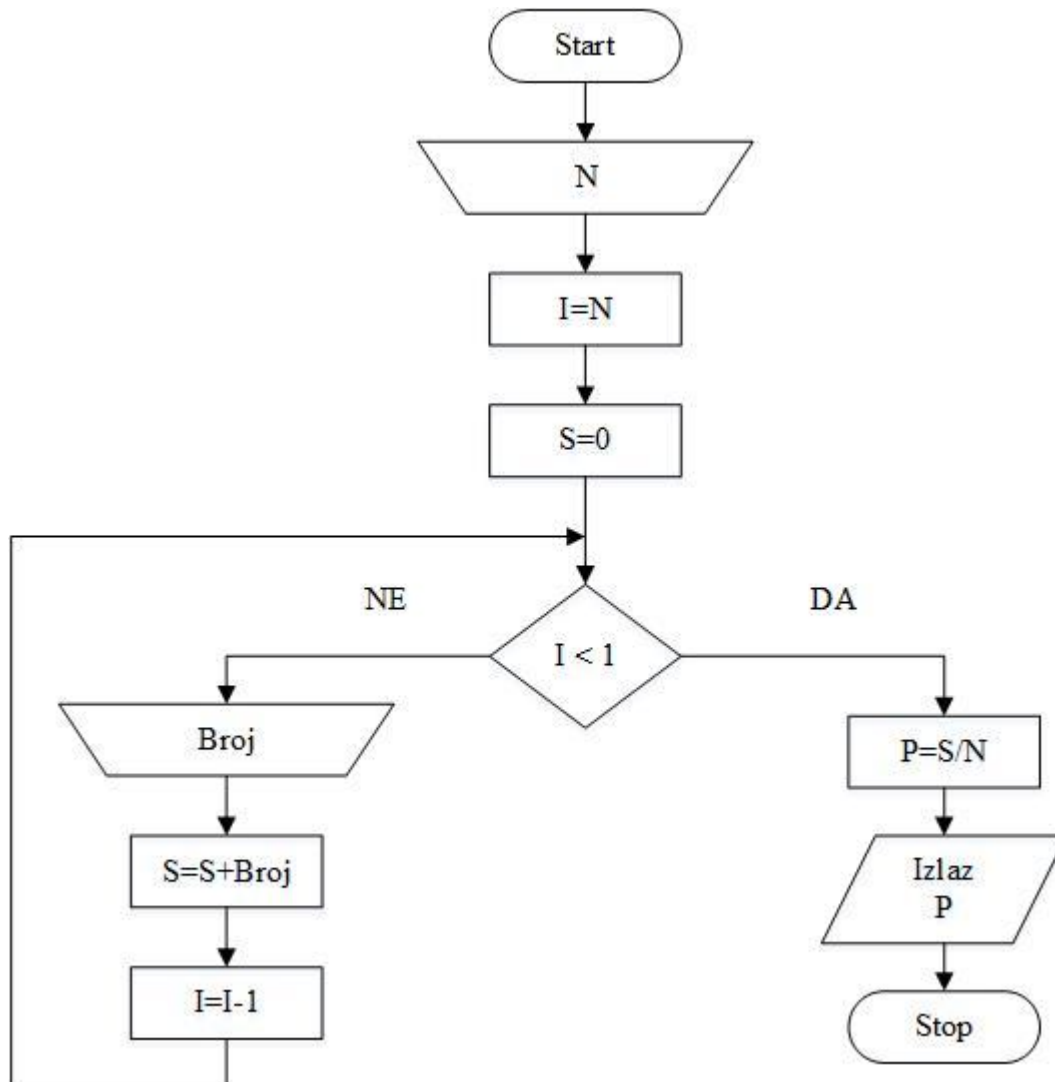 Start
N
I=N
S=0
NE
DA
I < 1
Broj
S=S+Broj
I=I-1
P=S/N
Izlaz
P
Stop